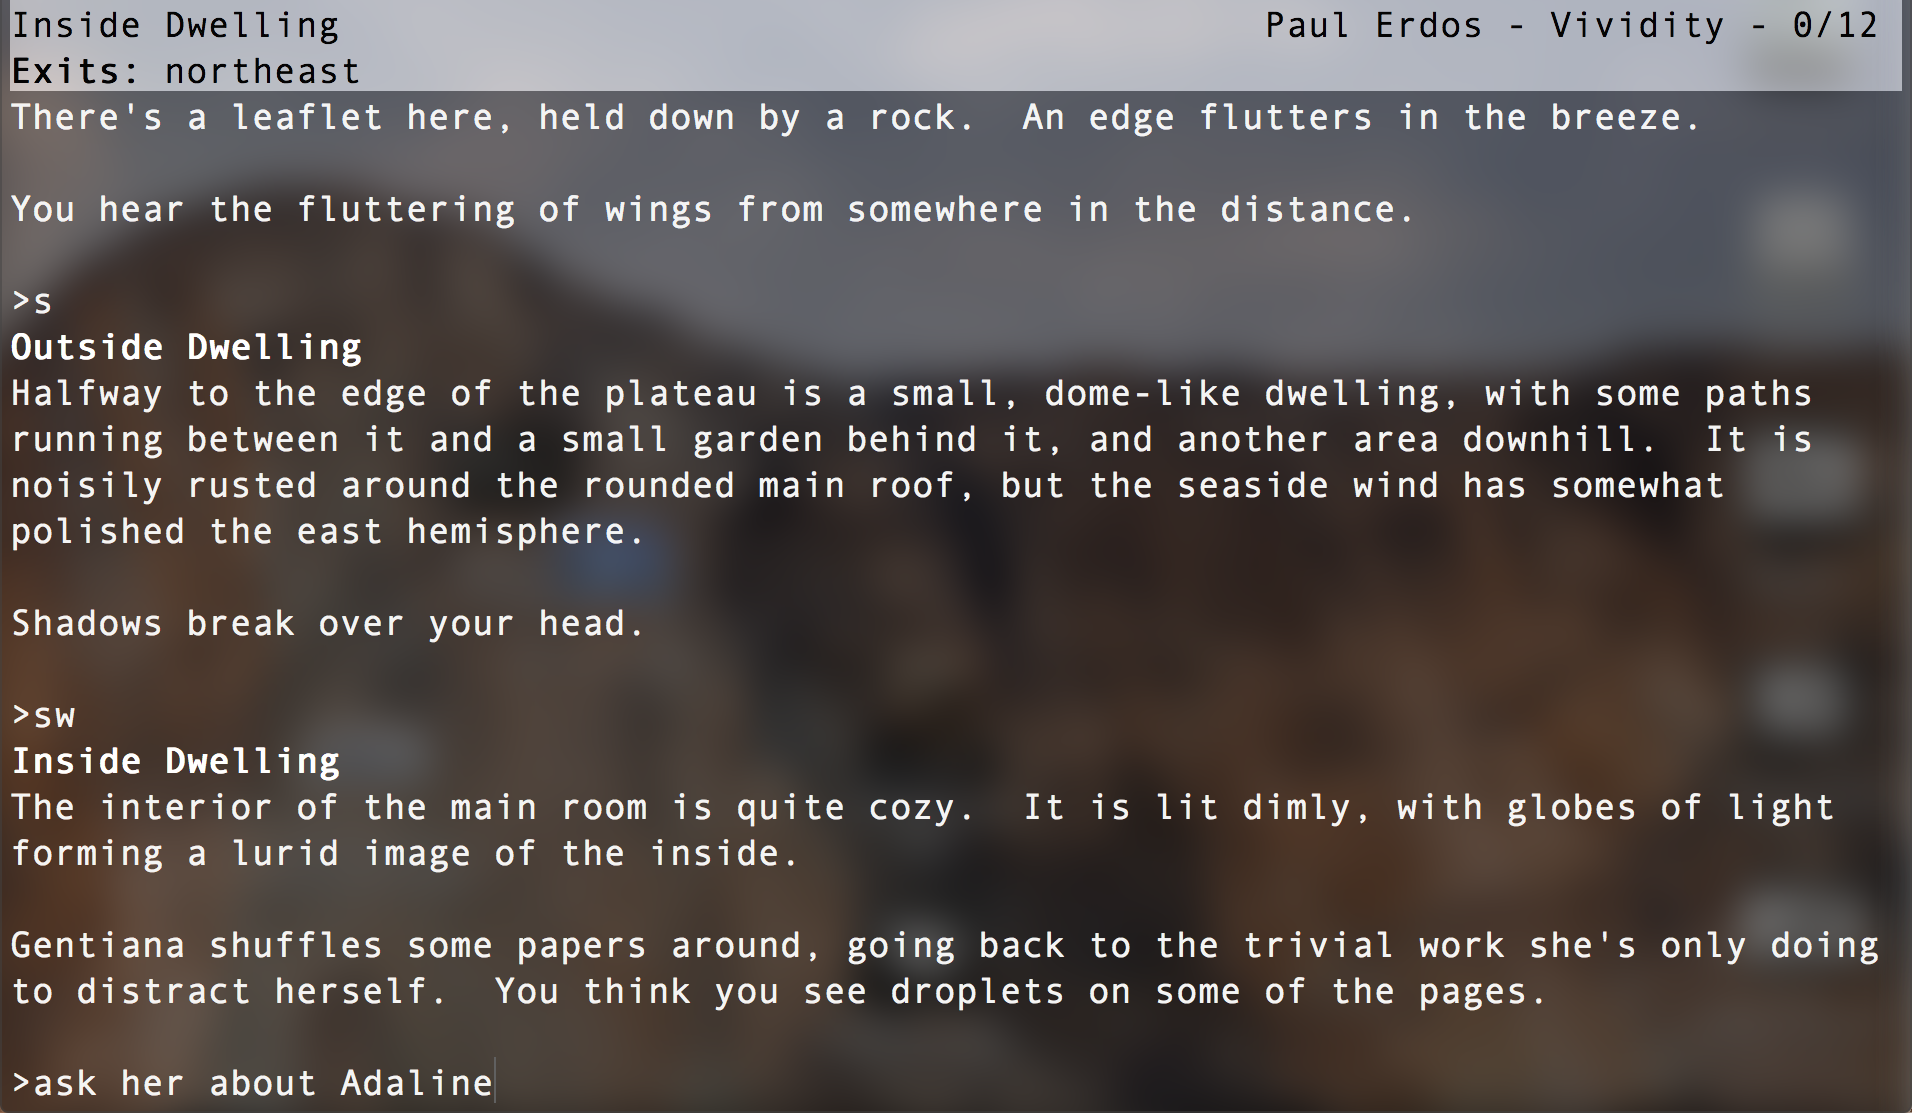 Inside Dwelling Paul Erdos - Vividity - 0/12
Exits: northeast
There's a leaflet here, held down by a rock.  An edge flutters in the breeze.
You hear the fluttering of wings from somewhere in the distance.
>s
Outside Dwelling
Halfway to the edge of the plateau is a small, dome-like dwelling, with some paths
running between it and a small garden behind it, and another area downhill.  It is
noisily rusted around the rounded main roof, but the seaside wind has somewhat
polished the east hemisphere.
Shadows break over your head.
>sw
Inside Dwelling
The interior of the main room is quite cozy.  It is lit dimly, with globes of light
forming a lurid image of the inside.
Gentiana shuffles some papers around, going back to the trivial work she's only doing
to distract herself.  You think you see droplets on some of the pages.
>ask her about Adaline